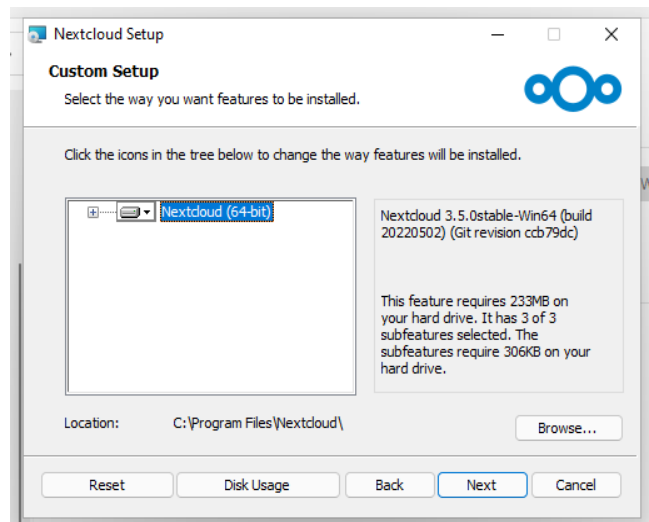 Nextcloud Setup
Custom Setup
Select the way you want features to be installed.
Click the icons in the tree below to change the way features will be installed.
Nextcloud (64-bit)
Nextcloud 3.5.0stable-Win64 (build
20220502) (Git revision ccb79dc)
This feature requires 233MB on
your hard drive. It has 3 of 3
subfeatures selected. The
subfeatures require 306KB on your
hard drive.
Location: C:\Program Files\Nextcloud\
Browse...
Reset Disk Usage Back Next Cancel